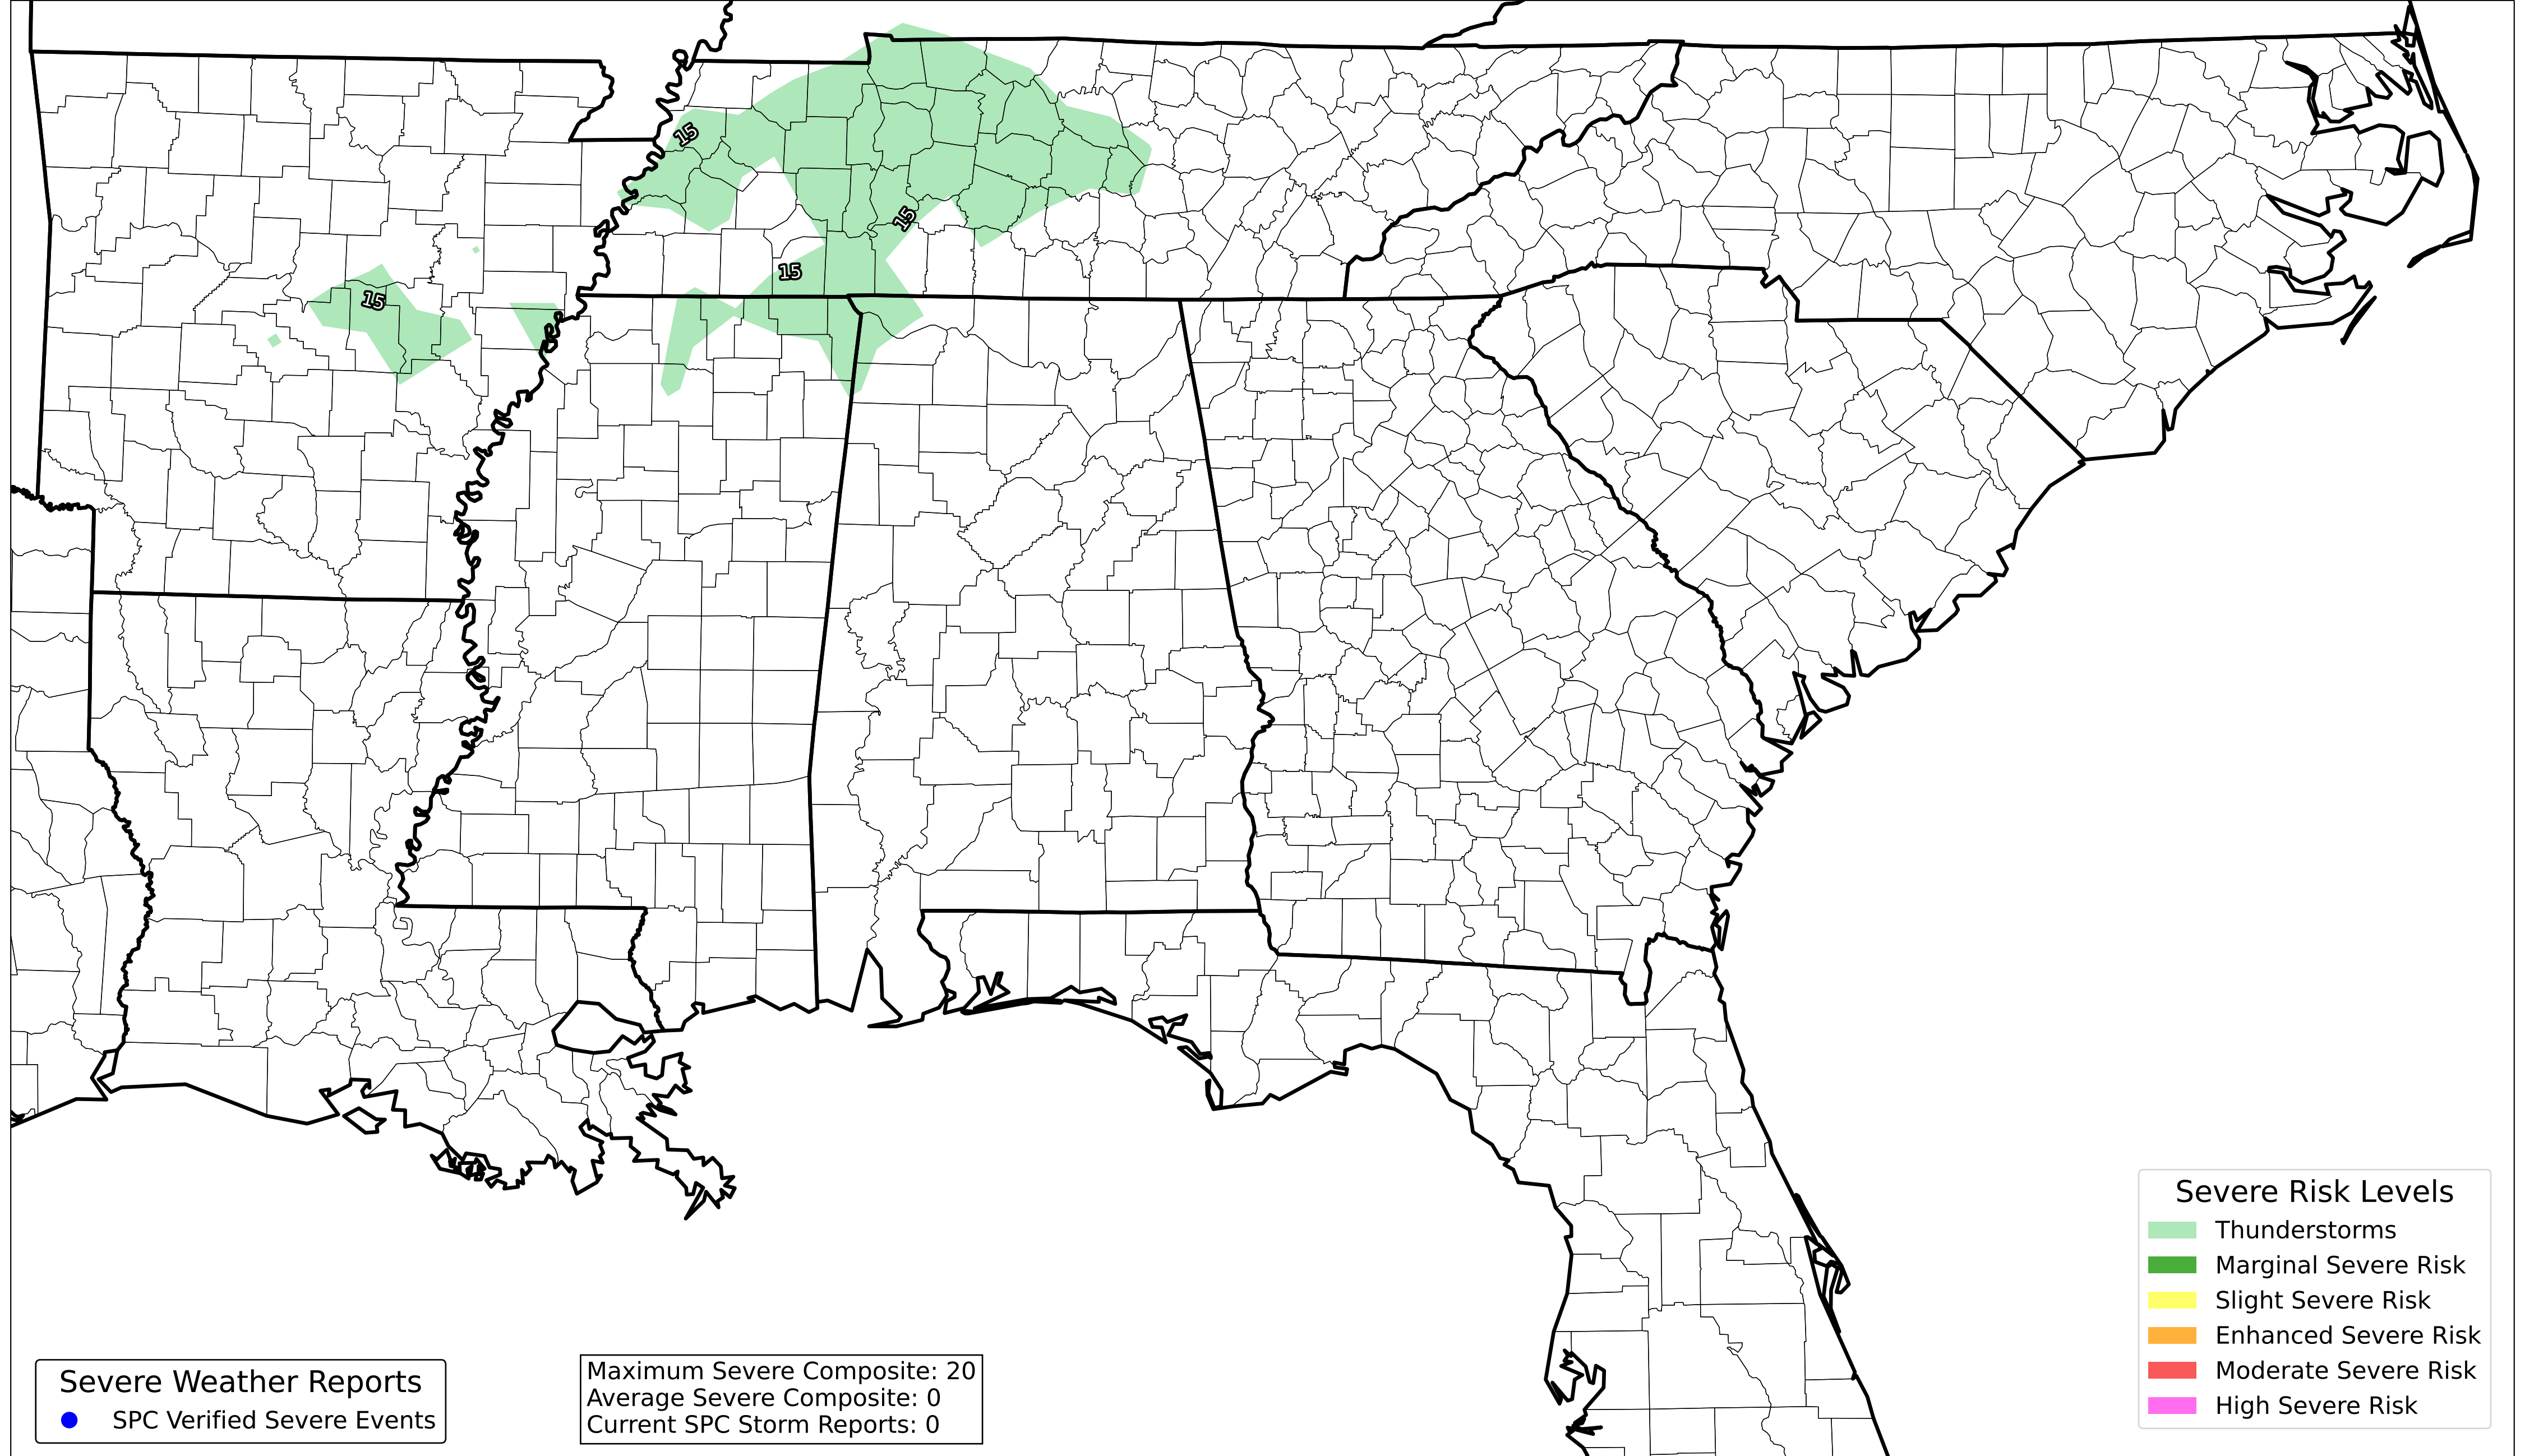 15
15
15
15
Severe Risk Levels
Thunderstorms
Marginal Severe Risk
Slight Severe Risk
Enhanced Severe Risk
Moderate Severe Risk
High Severe Risk
Severe Weather Reports
SPC Verified Severe Events
Maximum Severe Composite: 20
Average Severe Composite: 0
Current SPC Storm Reports: 0